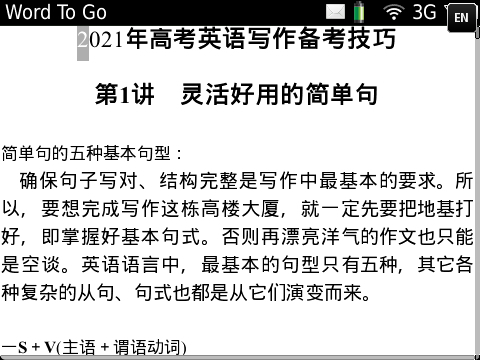 Word To Go
3G
EN
2021年高考英语写作备考技巧
第1讲 灵活好用的简单句
简单句的五种基本句型：
确保句子写对、结构完整是写作中最基本的要求。所
以，要想完成写作这栋高楼大厦，就一定先要把地基打
好，即掌握好基本句式。否则再漂亮洋气的作文也只能
是空谈。英语语言中，最基本的句型只有五种，其它各
种复杂的从句、句式也都是从它们演变而来。
一S + V(主语 + 谓语动词)